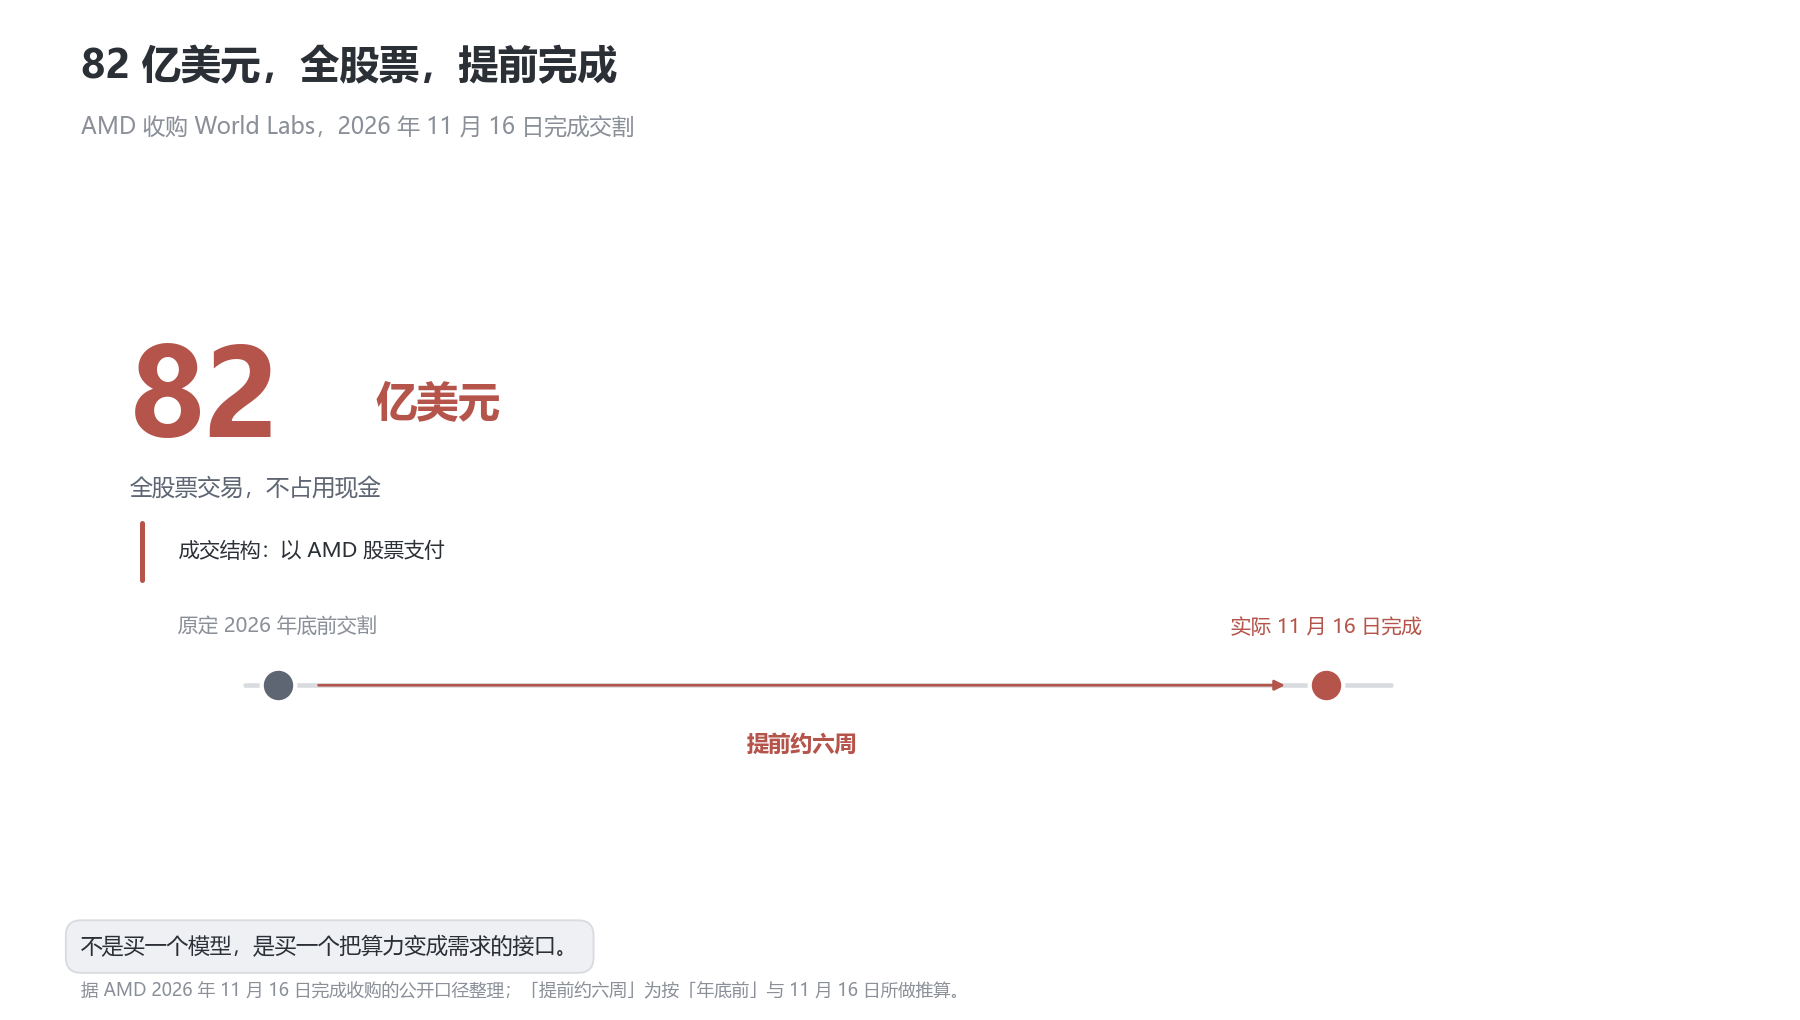 82 亿美元，全股票，提前完成
AMD 收购 World Labs，2026 年 11 月 16 日完成交割
82 亿美元
全股票交易，不占用现金
成交结构：以 AMD 股票支付
原定 2026 年底前交割
实际 11 月 16 日完成
提前约六周
不是买一个模型，是买一个把算力变成需求的接口。
据 AMD 2026 年 11 月 16 日完成收购的公开口径整理；「提前约六周」为按「年底前」与 11 月 16 日所做推算。